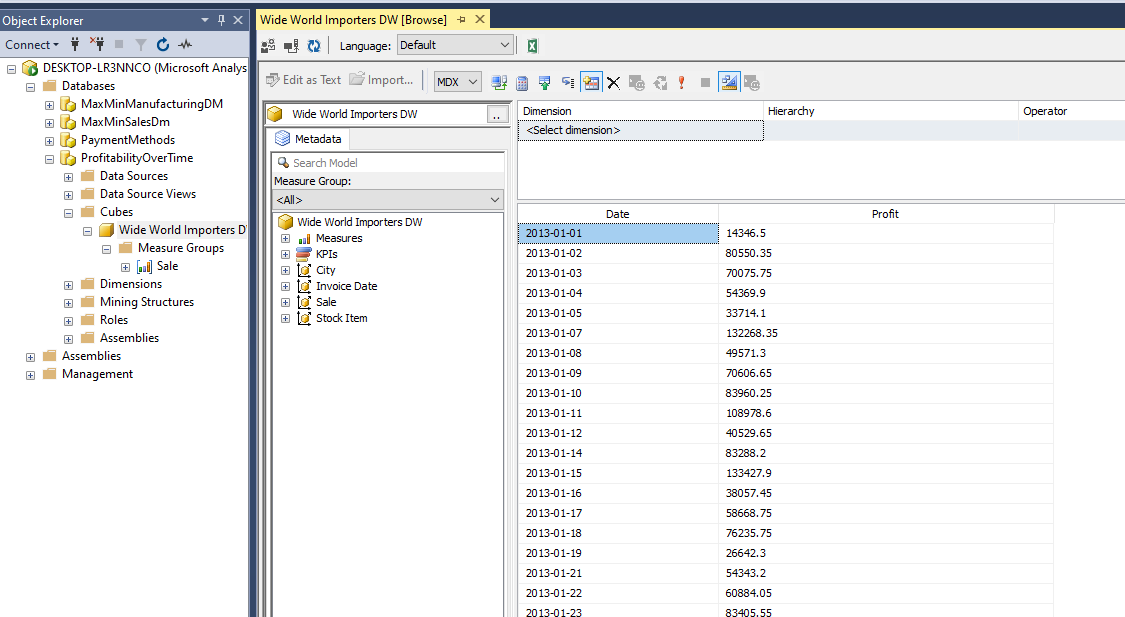 Object Explorer
Connect
DESKTOP-LR3NNCO (Microsoft Analys
Databases
MaxMinManufacturingDM
MaxMinSalesDm
PaymentMethods
ProfitabilityOverTime
Data Sources
Data Source Views
Cubes
Wide World Importers D
Measure Groups
Sale
Dimensions
Mining Structures
Roles
Assemblies
Assemblies
Management
Wide World Importers DW [Browse]
Language: Default
Edit as Text Import... MDX
Wide World Importers DW ..
Metadata
Search Model
Measure Group:
<All>
Wide World Importers DW
Measures
KPIs
City
Invoice Date
Sale
Stock Item
Dimension Hierarchy Operator
<Select dimension>
Date Profit
2013-01-01 14346.5
2013-01-02 80550.35
2013-01-03 70075.75
2013-01-04 54369.9
2013-01-05 33714.1
2013-01-07 132268.35
2013-01-08 49571.3
2013-01-09 70606.65
2013-01-10 83960.25
2013-01-11 108978.6
2013-01-12 40529.65
2013-01-14 83288.2
2013-01-15 133427.9
2013-01-16 38057.45
2013-01-17 58668.75
2013-01-18 76235.75
2013-01-19 26642.3
2013-01-21 54343.2
2013-01-22 60884.05
2013-01-23 83405.55